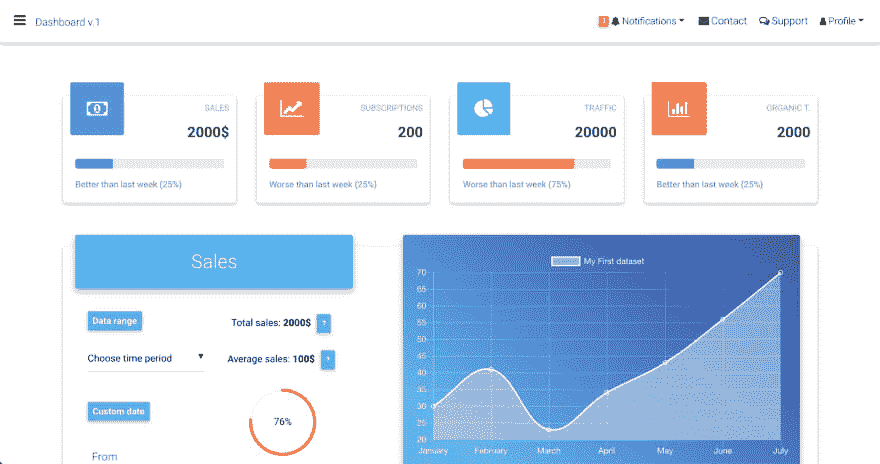 Dashboard v.1
1 Notifications Contact Support Profile
SALES
2000$
Better than last week (25%)
SUBSCRIPTIONS
200
Worse than last week (25%)
TRAFFIC
20000
Worse than last week (75%)
ORGANIC T.
2000
Better than last week (25%)
Sales
Data range
Total sales: 2000$ ?
Choose time period
Average sales: 100$ ?
Custom date
76%
From
My First dataset
70
65
60
55
50
45
40
35
30
25
20
January February March April May June July